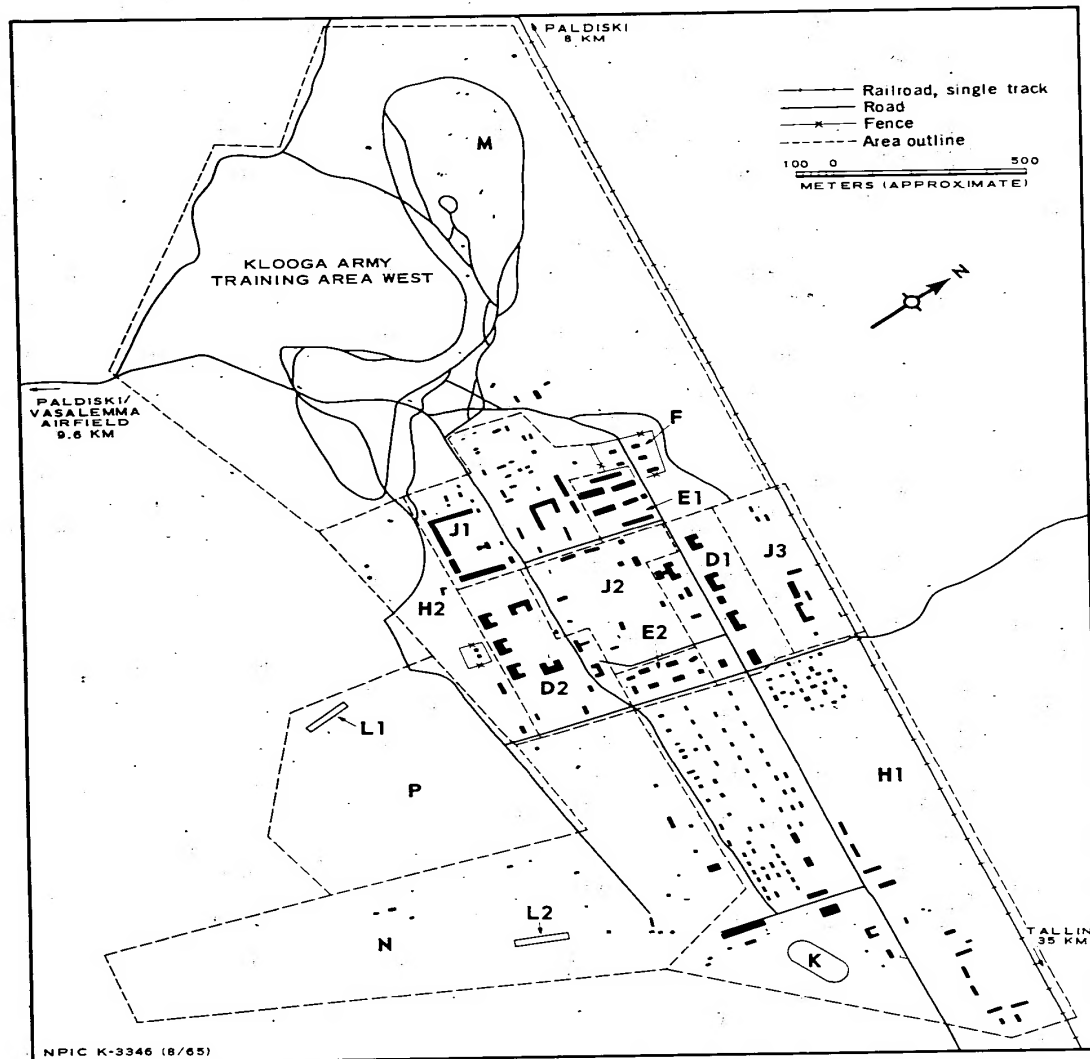 PALDISKI
8 KM
Railroad, single track
Road
Fence
Area outline
100 0 500
METERS (APPROXIMATE)
M
KLOOGA ARMY
TRAINING AREA WEST
N
PALDISKI/
VASALEMMA
AIRFIELD
9.6 KM
F
E1
J1
D1
J3
J2
H2
E2
D2
L1
P
H1
L2
N
K
TALLIN
35 KM
NPIC K-3346 (8/65)